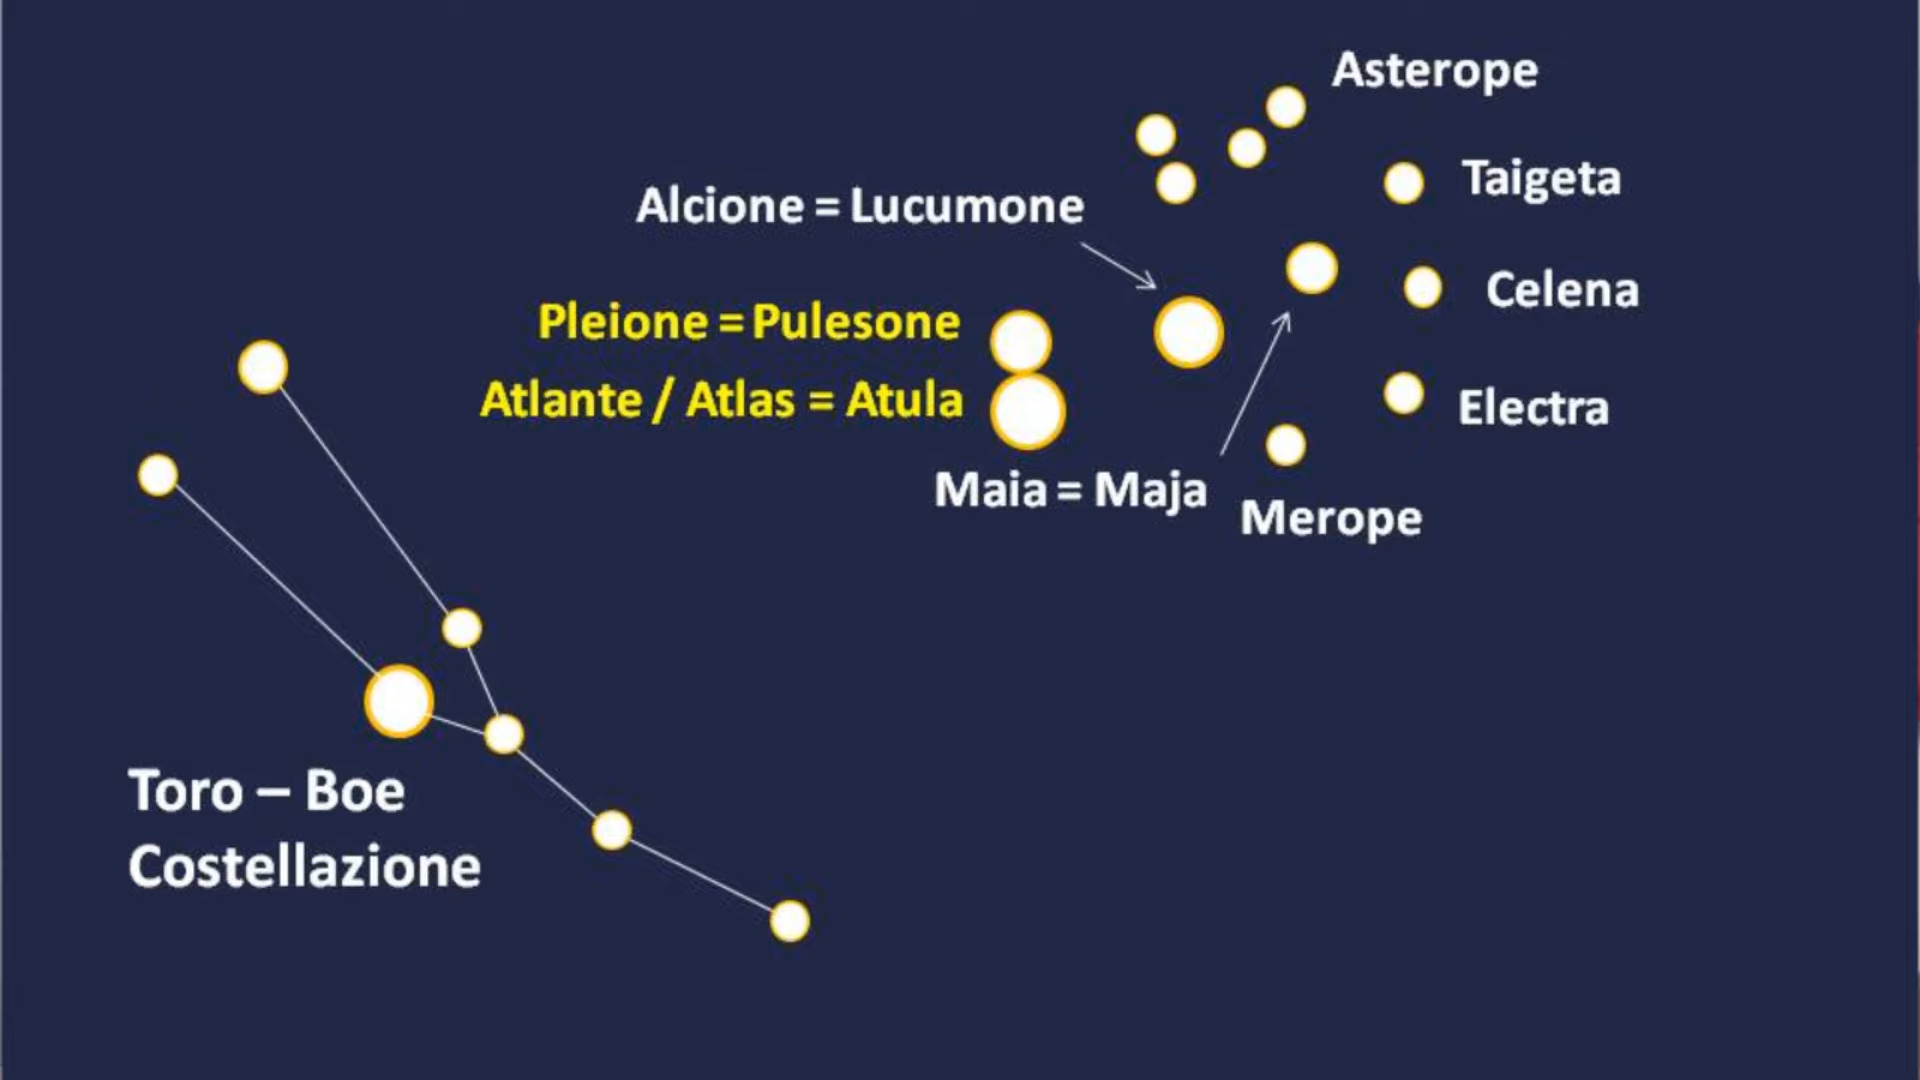 Asterope
Taigeta
Alcione = Lucumone
Celena
Pleione = Pulesone
Atlante / Atlas = Atula
Electra
Maia = Maja
Merope
Toro – Boe
Costellazione